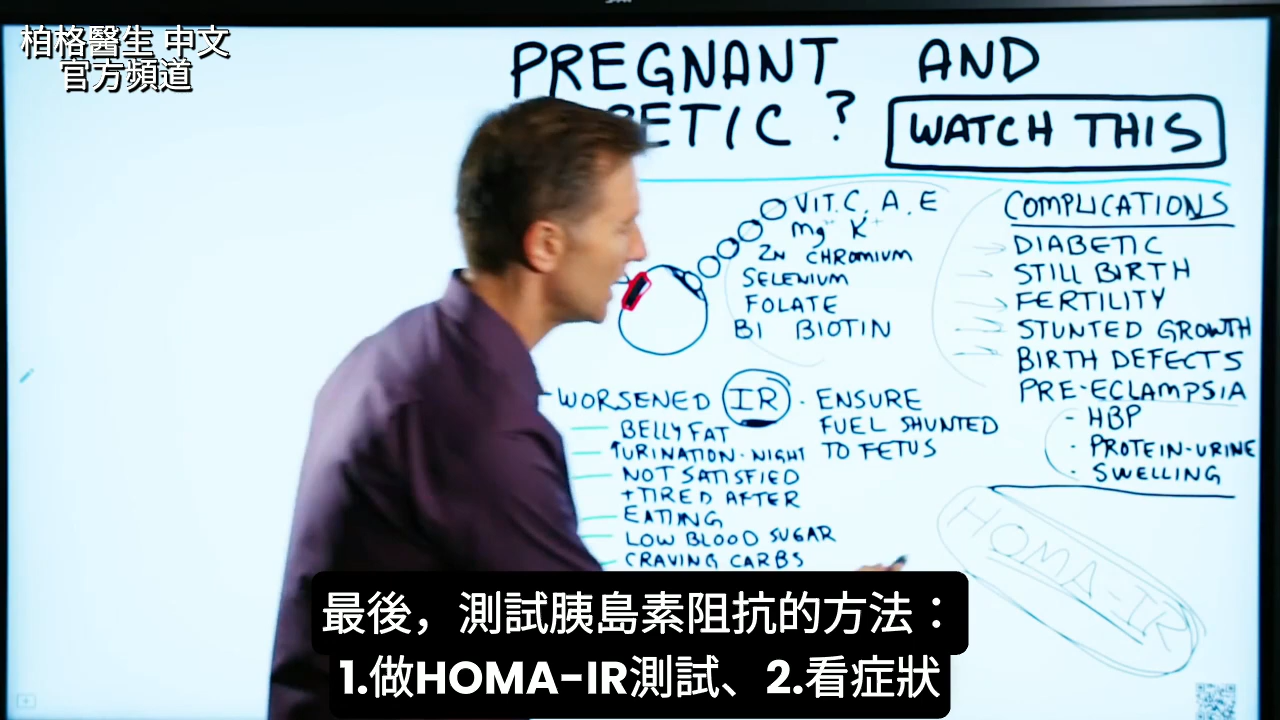 柏格醫生 中文
官方頻道
PREGNANT AND
ETIC ? WATCH THIS
VIT. C, A, E
Mg⁺⁺ K⁺
ZN CHROMIUM
SELENIUM
FOLATE
B1 BIOTIN
COMPLICATIONS
DIABETIC
STILL BIRTH
FERTILITY
STUNTED GROWTH
BIRTH DEFECTS
PRE-ECLAMPSIA
- HBP
· PROTEIN-URINE
· SWELLING
WORSENED IR · ENSURE
FUEL SHUNTED
TO FETUS
BELLY FAT
↑URINATION·NIGHT
NOT SATISFIED
+TIRED AFTER
EATING
LOW BLOOD SUGAR
CRAVING CARBS
HOMA-IR
最後，測試胰島素阻抗的方法：
1.做HOMA-IR測試、2.看症狀